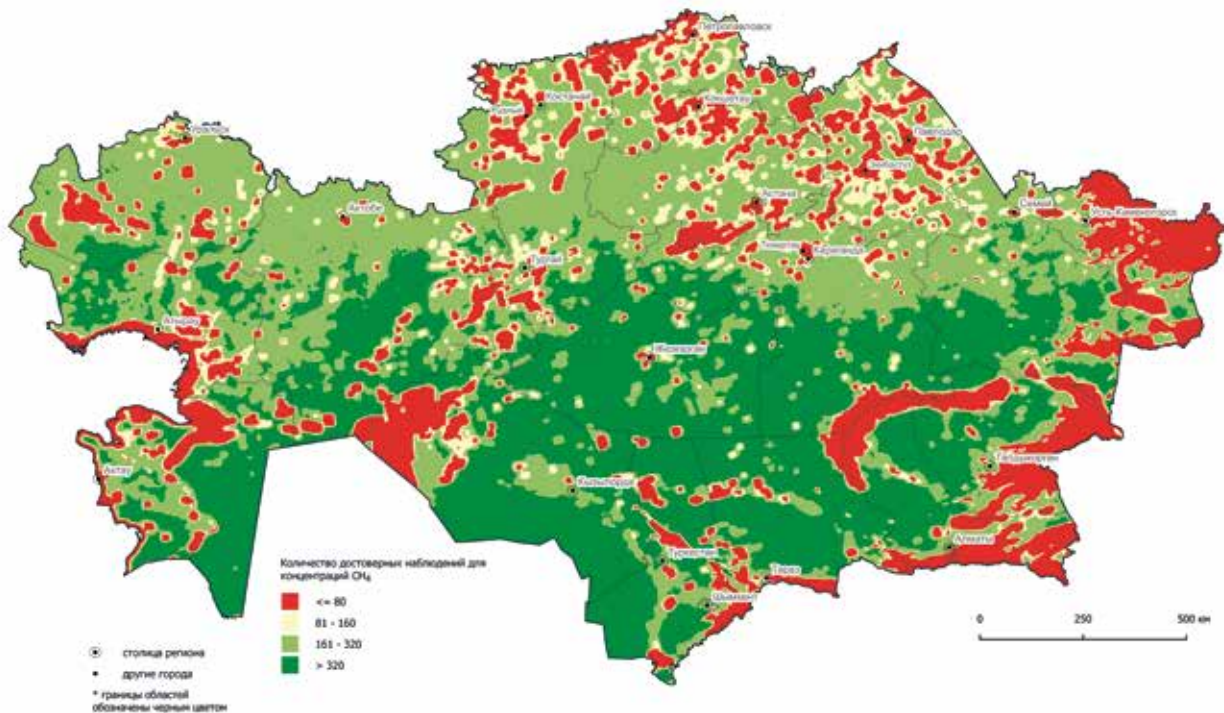 Петропавловск
Костанай
Рудный
Кокшетау
Уральск
Павлодар
Экибастуз
Астана
Семей
Усть-Каменогорск
Актобе
Темиртау
Караганда
Тургай
Атырау
Жезказган
Талдыкорган
Актау
Кызылорда
Алматы
Туркестан
Тараз
Шымкент
Количество достоверных наблюдений для
концентраций CH₄
<= 80
81 - 160
161 - 320
> 320
0 250 500 км
столица региона
другие города
* границы областей
обозначены черным цветом